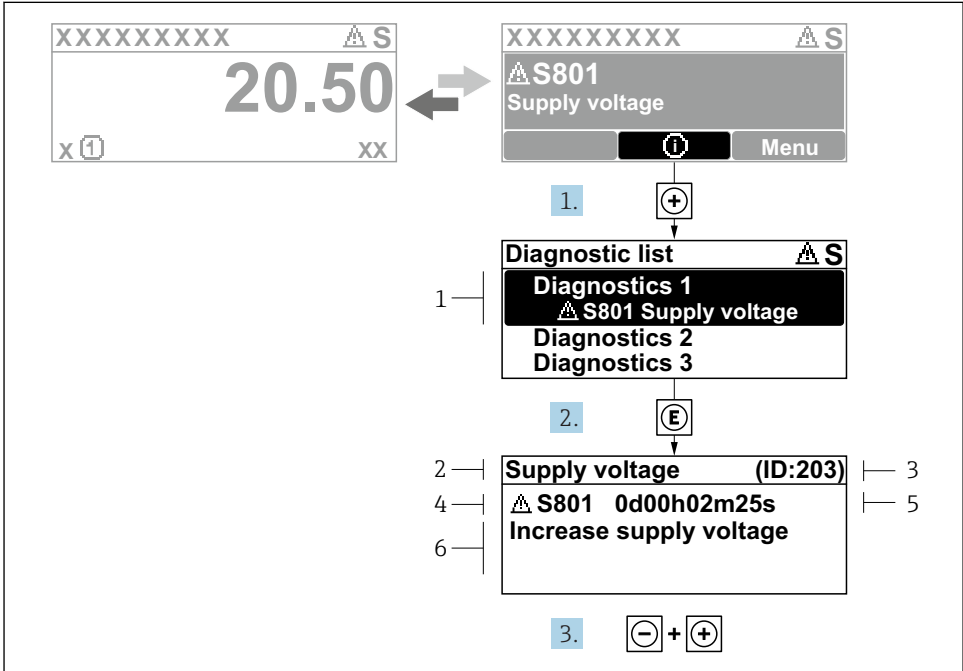 XXXXXXXXX ⚠ S
20.50
X ① XX
XXXXXXXXX ⚠ S
⚠ S801
Supply voltage
ⓘ Menu
1. ⊕
Diagnostic list ⚠ S
1
Diagnostics 1
⚠ S801 Supply voltage
Diagnostics 2
Diagnostics 3
2. Ⓔ
2 Supply voltage (ID:203) 3
4 ⚠ S801 0d00h02m25s 5
6 Increase supply voltage
3. ⊖ + ⊕